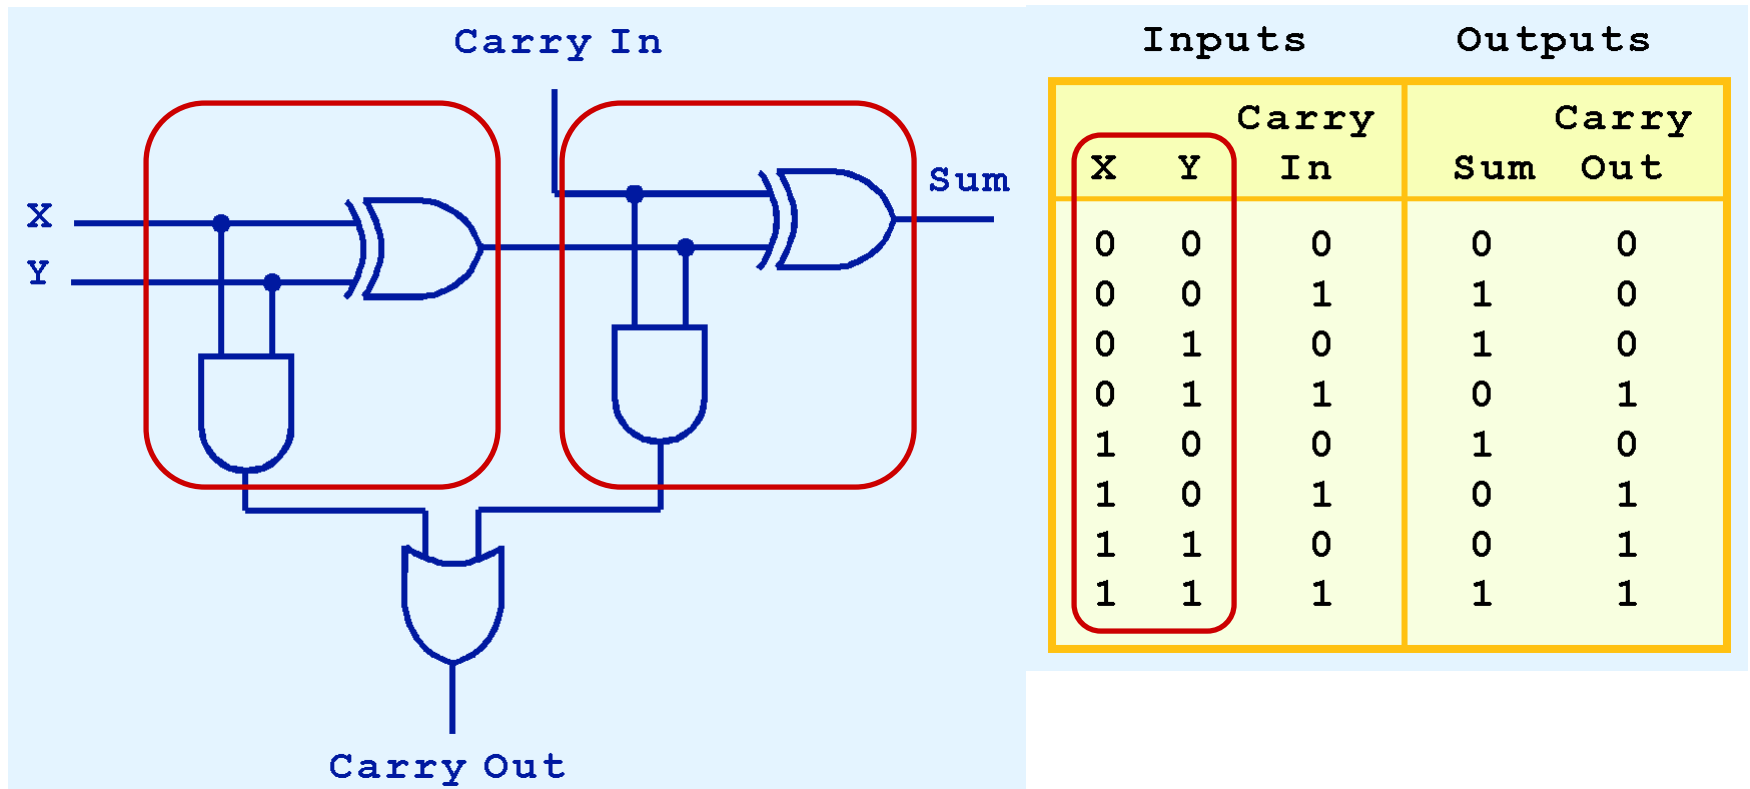 Carry In
X
Y
Sum
Carry Out
Inputs Outputs
Carry Carry
X Y In Sum Out
0 0 0 0 0
0 0 1 1 0
0 1 0 1 0
0 1 1 0 1
1 0 0 1 0
1 0 1 0 1
1 1 0 0 1
1 1 1 1 1